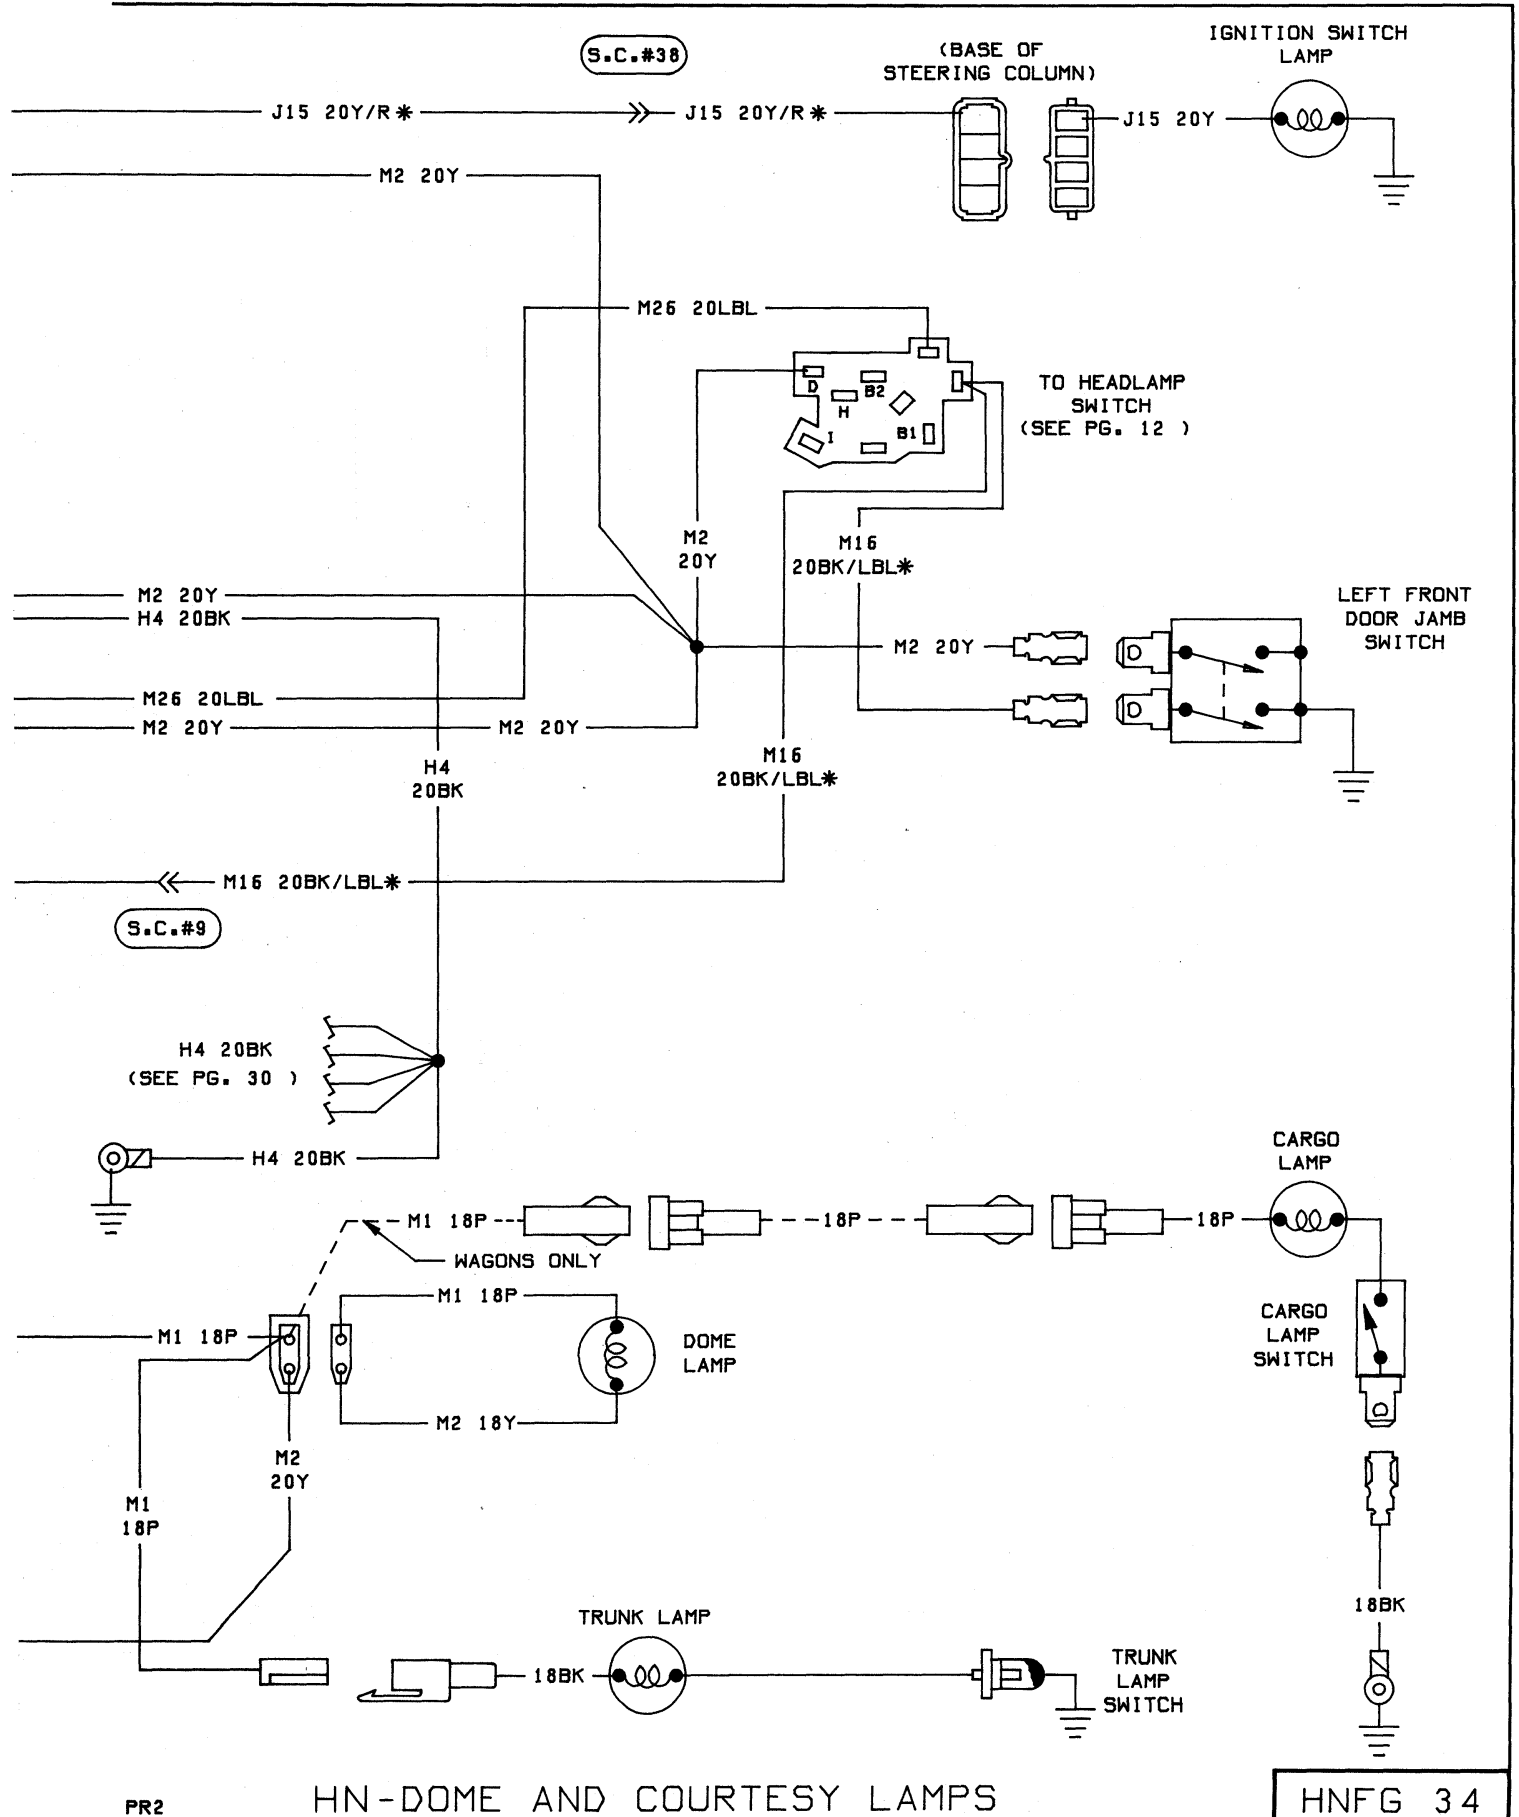 S.C.#38
(BASE OF
STEERING COLUMN)
IGNITION SWITCH
LAMP
J15 20Y/R*
J15 20Y/R*
J15 20Y
M2 20Y
M26 20LBL
D
B2
H
I
B1
TO HEADLAMP
SWITCH
(SEE PG. 12 )
M2
20Y
M16
20BK/LBL*
M2 20Y
H4 20BK
LEFT FRONT
DOOR JAMB
SWITCH
M2 20Y
M26 20LBL
M2 20Y
M2 20Y
H4
20BK
M16
20BK/LBL*
M16 20BK/LBL*
S.C.#9
H4 20BK
(SEE PG. 30 )
H4 20BK
CARGO
LAMP
M1 18P
18P
18P
WAGONS ONLY
M1 18P
M1 18P
DOME
LAMP
CARGO
LAMP
SWITCH
M2 18Y
M2
20Y
M1
18P
18BK
TRUNK LAMP
18BK
TRUNK
LAMP
SWITCH
PR2
HN-DOME AND COURTESY LAMPS
HNFG 34